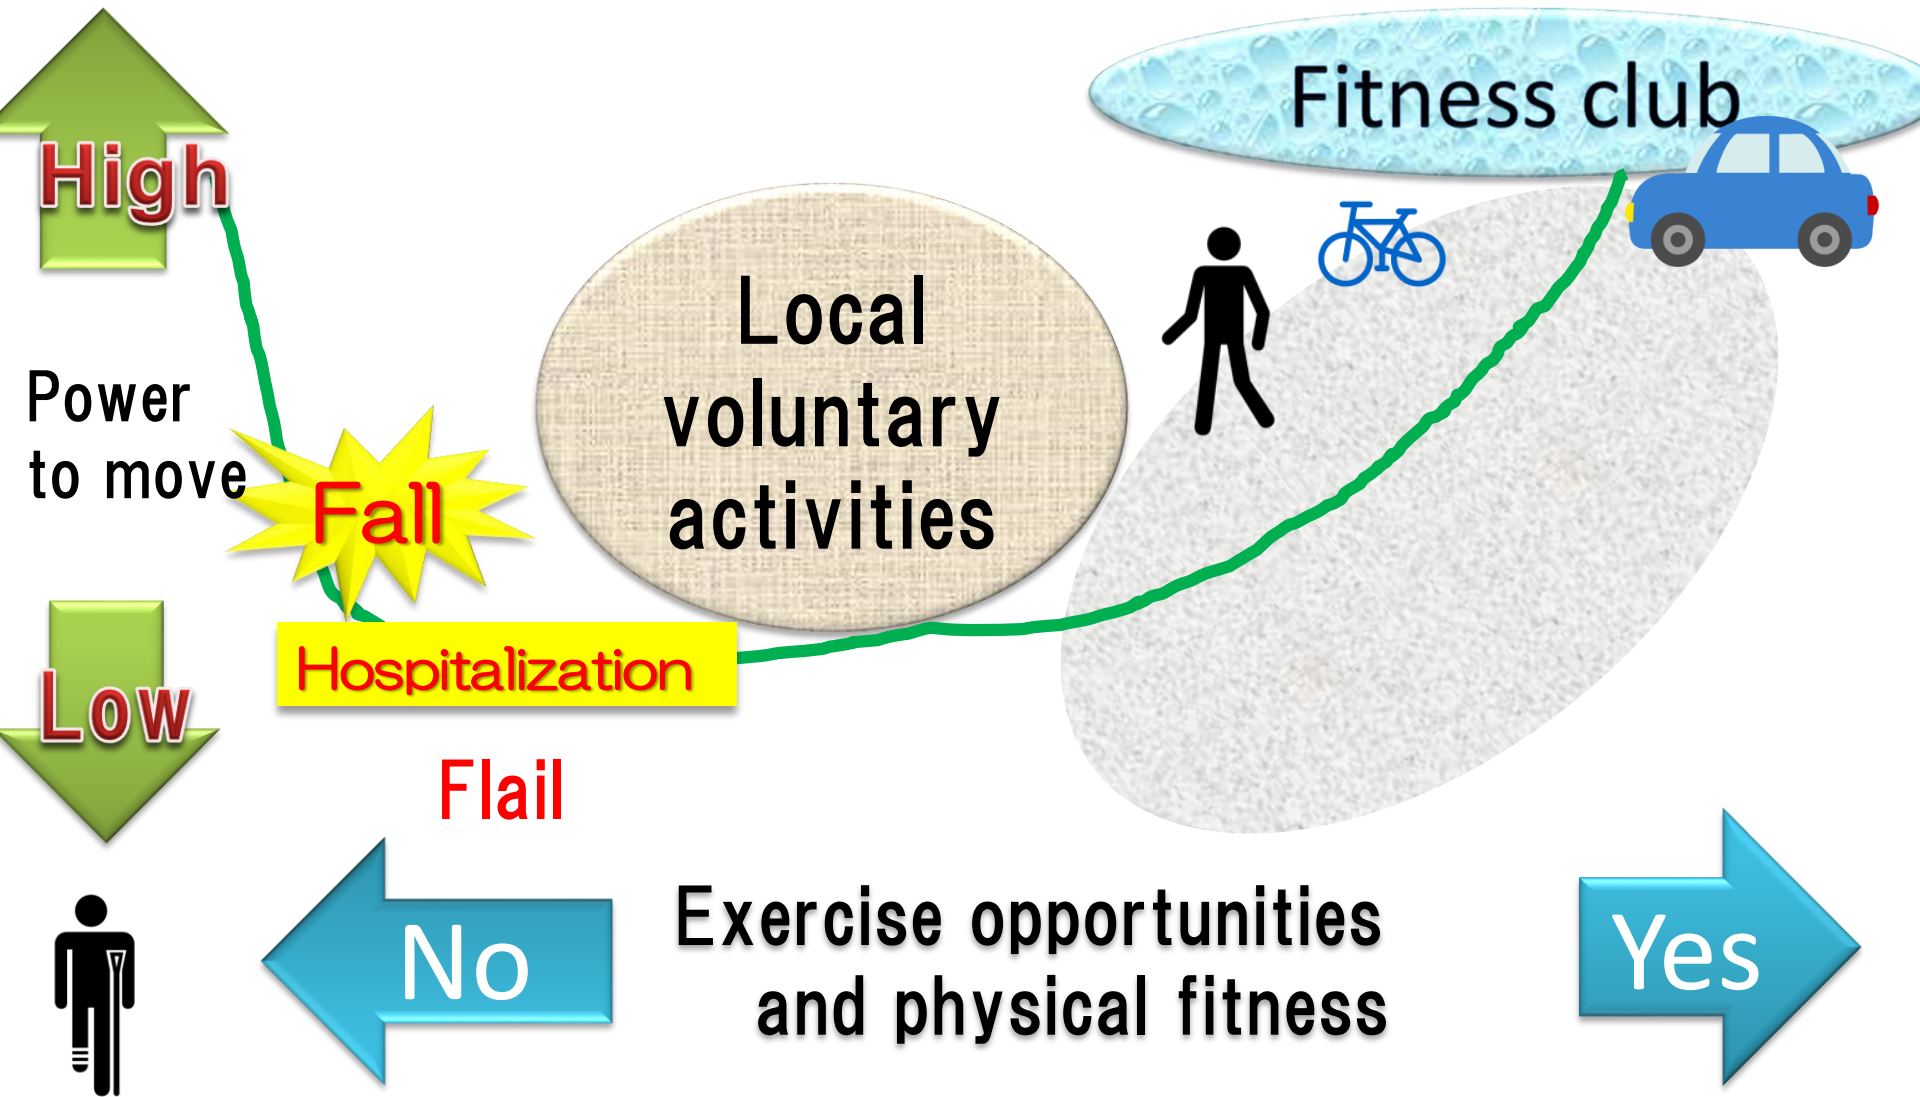 Fitness club
High
Local
voluntary
activities
Power
to move
Fall
Hospitalization
Low
Flail
No
Exercise opportunities
and physical fitness
Yes